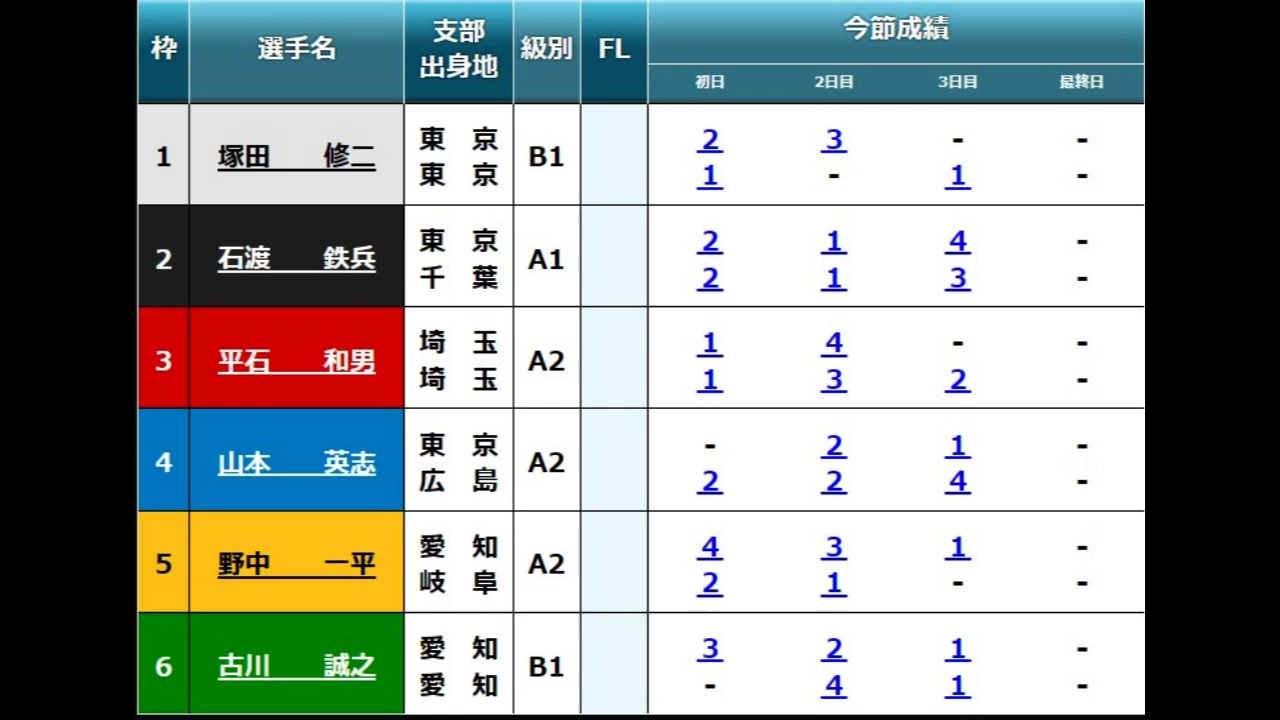 枠 選手名 支部 級別 FL 今節成績
出身地
初日 2日目 3日目 最終日
1 塚田 修二 東 京 B1 2 3 - -
東 京 1 - 1 -
2 石渡 鉄兵 東 京 A1 2 1 4 -
千 葉 2 1 3 -
3 平石 和男 埼 玉 A2 1 4 - -
埼 玉 1 3 2 -
4 山本 英志 東 京 A2 - 2 1 -
広 島 2 2 4 -
5 野中 一平 愛 知 A2 4 3 1 -
岐 阜 2 1 - -
6 古川 誠之 愛 知 B1 3 2 1 -
愛 知 - 4 1 -